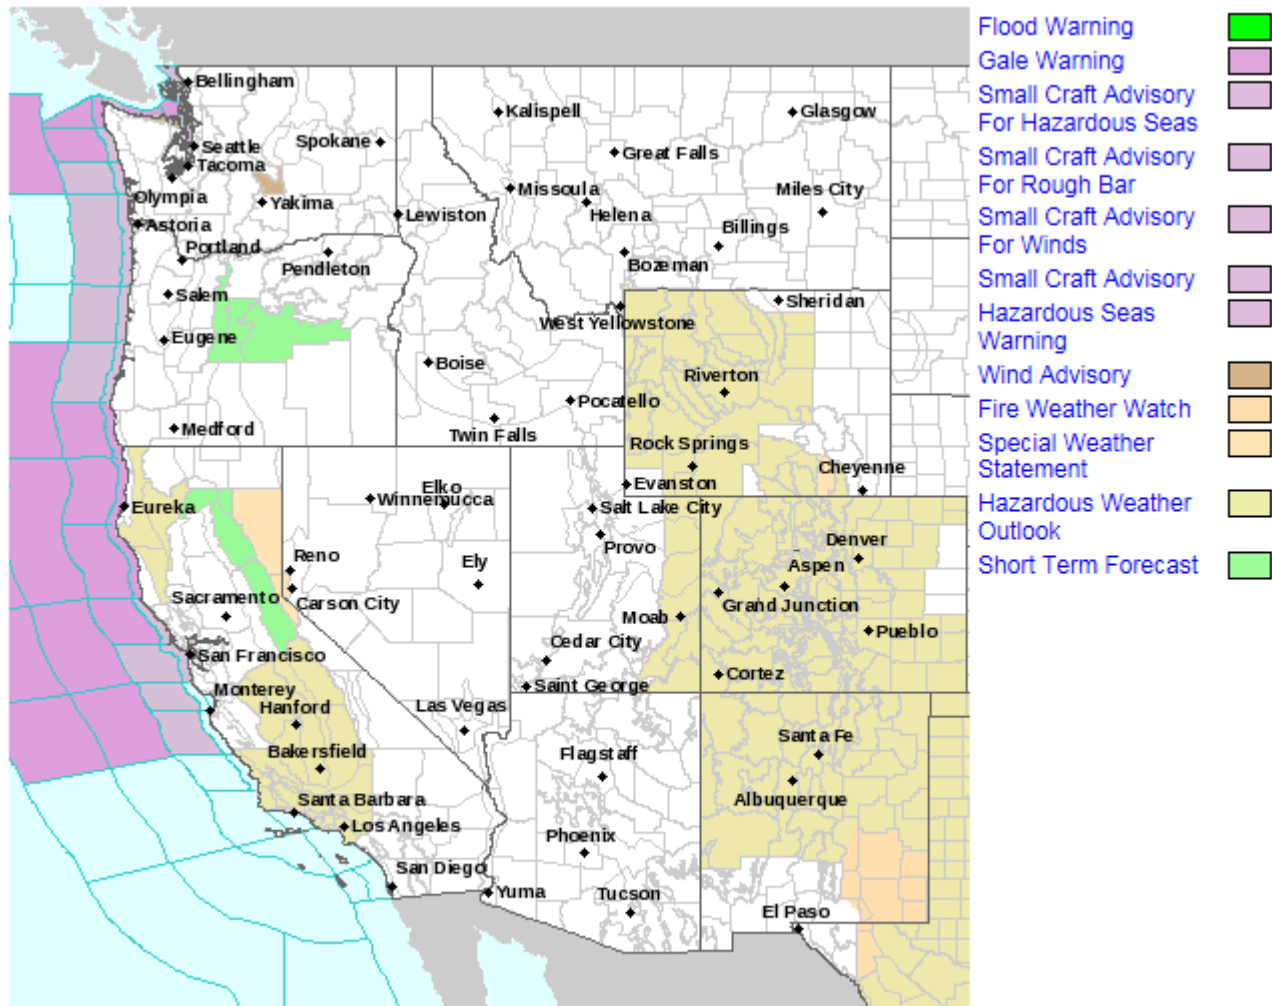 Flood Warning
Gale Warning
Small Craft Advisory
For Hazardous Seas
Small Craft Advisory
For Rough Bar
Small Craft Advisory
For Winds
Small Craft Advisory
Hazardous Seas
Warning
Wind Advisory
Fire Weather Watch
Special Weather
Statement
Hazardous Weather
Outlook
Short Term Forecast
Bellingham
Kalispell
Glasgow
Seattle
Spokane
Great Falls
Tacoma
Missoula
Miles City
Olympia
Yakima
Helena
Lewiston
Astoria
Billings
Portland
Pendleton
Bozeman
Salem
Sheridan
West Yellowstone
Eugene
Boise
Riverton
Pocatello
Medford
Twin Falls
Rock Springs
Cheyenne
Elko
Evanston
Winnemucca
Eureka
Salt Lake City
Denver
Provo
Reno
Ely
Aspen
Sacramento
Carson City
Grand Junction
Moab
Pueblo
Cedar City
San Francisco
Cortez
Saint George
Monterey
Hanford
Las Vegas
Santa Fe
Bakersfield
Flagstaff
Albuquerque
Santa Barbara
Los Angeles
Phoenix
San Diego
Yuma
Tucson
El Paso